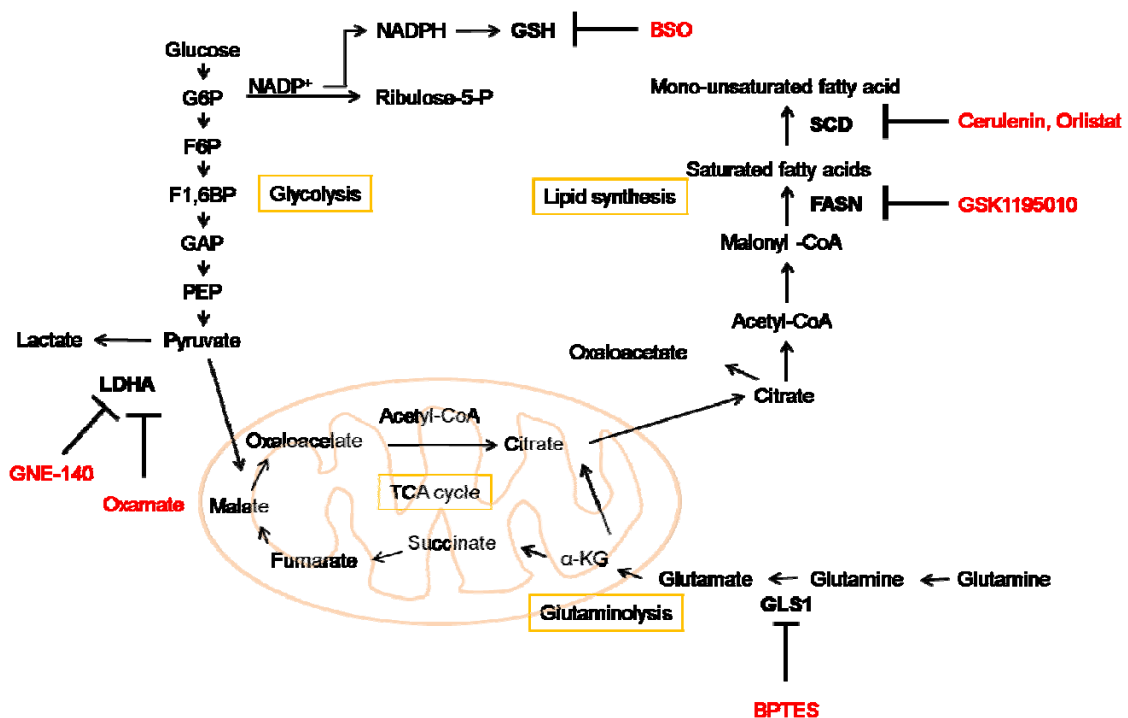 NADPH
GSH
BSO
Glucose
NADP+
G6P
Ribulose-5-P
Mono-unsaturated fatty acid
SCD
Cerulenin, Orlistat
F6P
Saturated fatty acids
F1,6BP
Glycolysis
Lipid synthesis
FASN
GSK1195010
GAP
Malonyl -CoA
PEP
Acetyl-CoA
Lactate
Pyruvate
Oxaloacetate
LDHA
Citrate
Acetyl-CoA
Oxaloacelate
Citrate
GNE-140
TCA cycle
Oxamate
Malate
Succinate
Fumarate
α-KG
Glutamate
Glutamine
Glutamine
GLS1
Glutaminolysis
BPTES